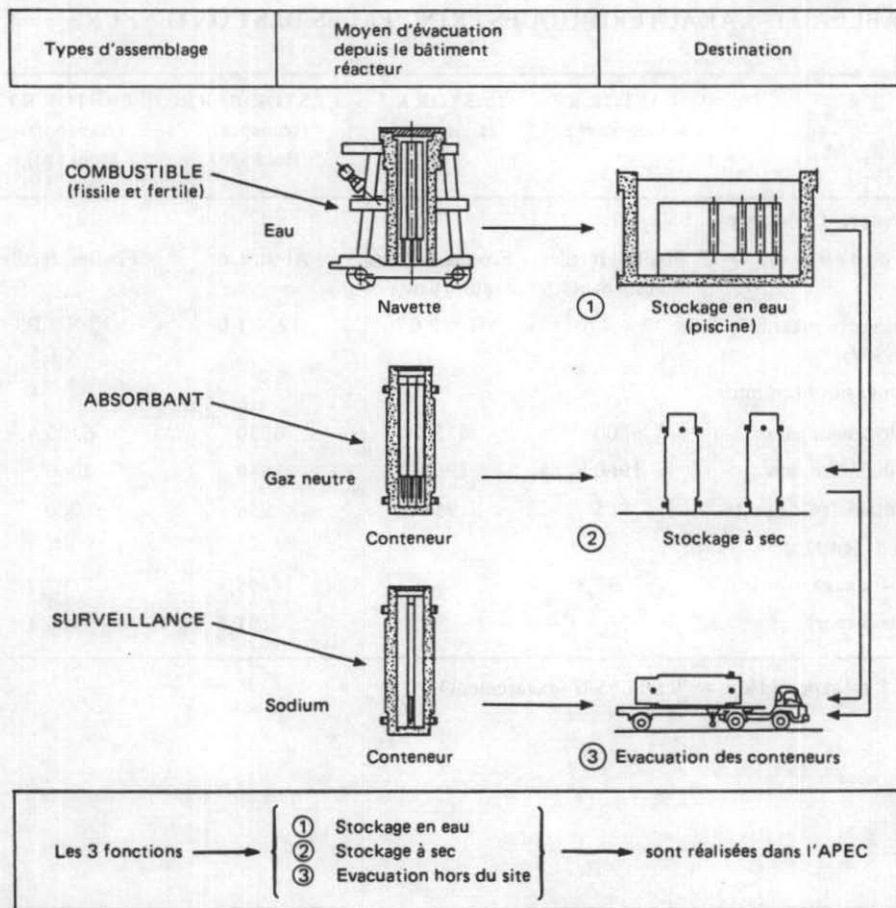 Types d'assemblage
Moyen d'évacuation
depuis le bâtiment
réacteur
Destination
COMBUSTIBLE
(fissile et fertile)
Eau
Navette
① Stockage en eau
(piscine)
ABSORBANT
Gaz neutre
Conteneur
② Stockage à sec
SURVEILLANCE
Sodium
Conteneur
③ Evacuation des conteneurs
Les 3 fonctions
① Stockage en eau
② Stockage à sec
③ Evacuation hors du site
sont réalisées dans l'APEC